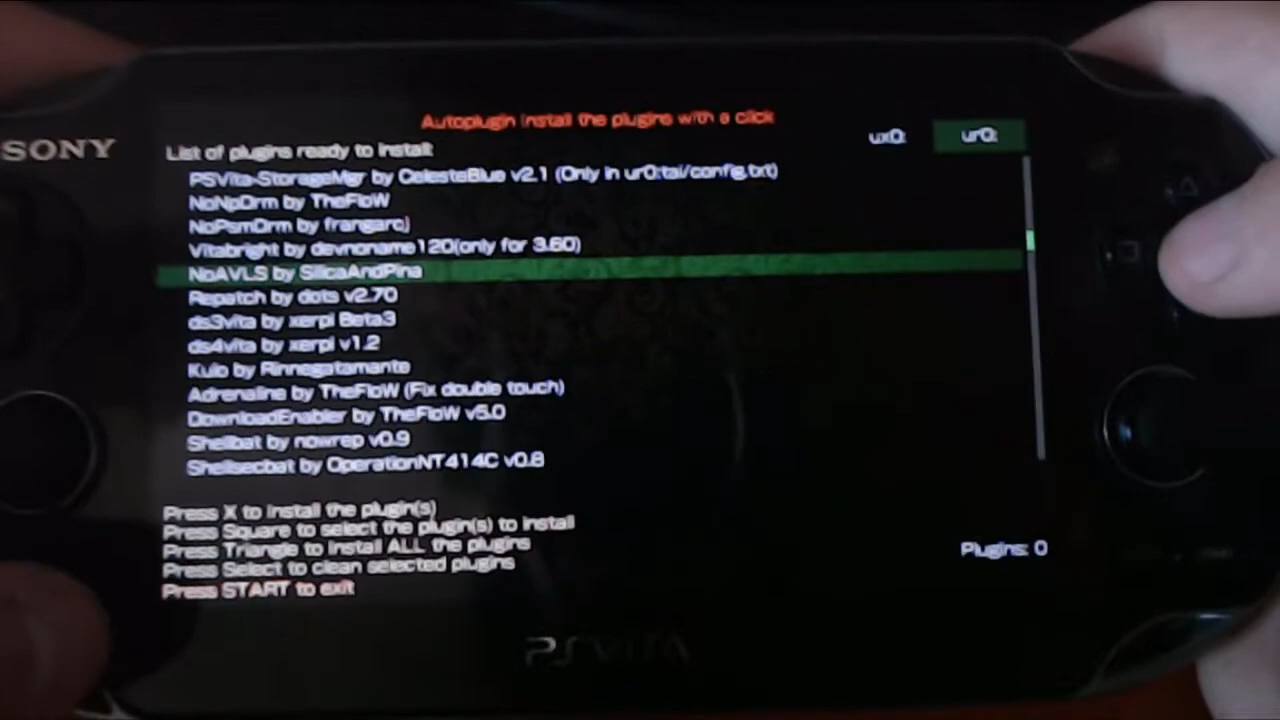 Autoplugin Install the plugins with a click
SONY
List of plugins ready to install:
ux0:
ur0:
PSVita-StorageMgr by CelesteBlue v2.1 (Only in ur0:tai/config.txt)
NoNpDrm by TheFloW
NoPsmDrm by frangarcj
Vitabright by devnoname120(only for 3.60)
NoAVLS by SilicaAndPina
Repatch by dots v2.70
ds3vita by xerpi Beta3
ds4vita by xerpi v1.2
Kuio by Rinnegatamante
Adrenaline by TheFloW (Fix double touch)
DownloadEnabler by TheFloW v5.0
Shellbat by nowrep v0.9
Shellsecbat by OperationNT414C v0.8
Press X to install the plugin(s)
Press Square to select the plugin(s) to install
Press Triangle to install ALL the plugins
Press Select to clean selected plugins
Plugins: 0
Press START to exit
PSVITA